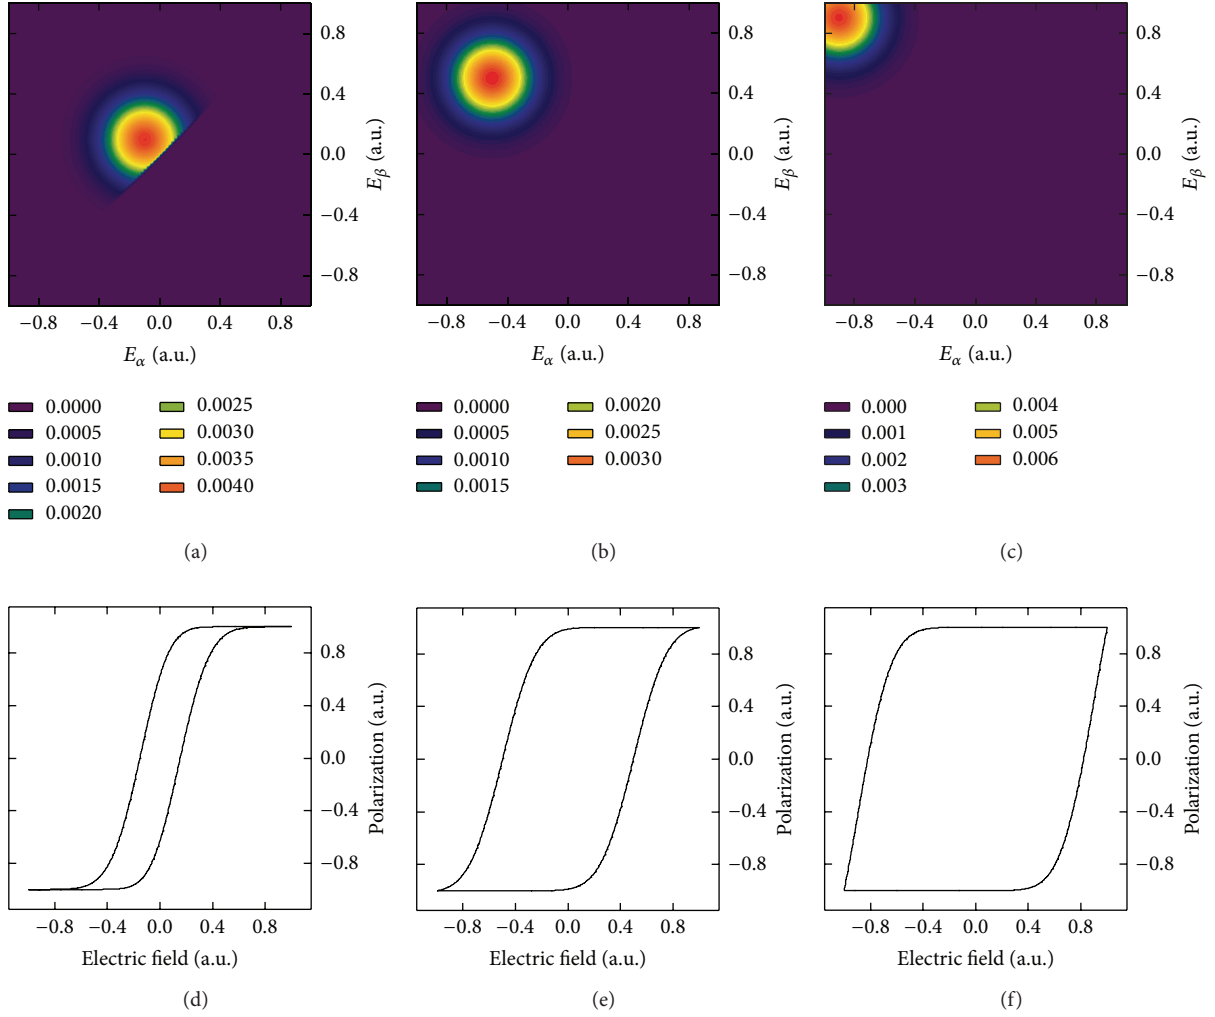 0.8
0.4
0.0
−0.4
−0.8
E_β (a.u.)
−0.8 −0.4 0.0 0.4 0.8
E_α (a.u.)
0.0000 0.0025
0.0005 0.0030
0.0010 0.0035
0.0015 0.0040
0.0020
(a)
0.8
0.4
0.0
−0.4
−0.8
E_β (a.u.)
−0.8 −0.4 0.0 0.4 0.8
E_α (a.u.)
0.0000 0.0020
0.0005 0.0025
0.0010 0.0030
0.0015
(b)
0.8
0.4
0.0
−0.4
−0.8
E_β (a.u.)
−0.8 −0.4 0.0 0.4 0.8
E_α (a.u.)
0.000 0.004
0.001 0.005
0.002 0.006
0.003
(c)
0.8
0.4
0.0
−0.4
−0.8
Polarization (a.u.)
−0.8 −0.4 0.0 0.4 0.8
Electric field (a.u.)
(d)
0.8
0.4
0.0
−0.4
−0.8
Polarization (a.u.)
−0.8 −0.4 0.0 0.4 0.8
Electric field (a.u.)
(e)
0.8
0.4
0.0
−0.4
−0.8
Polarization (a.u.)
−0.8 −0.4 0.0 0.4 0.8
Electric field (a.u.)
(f)